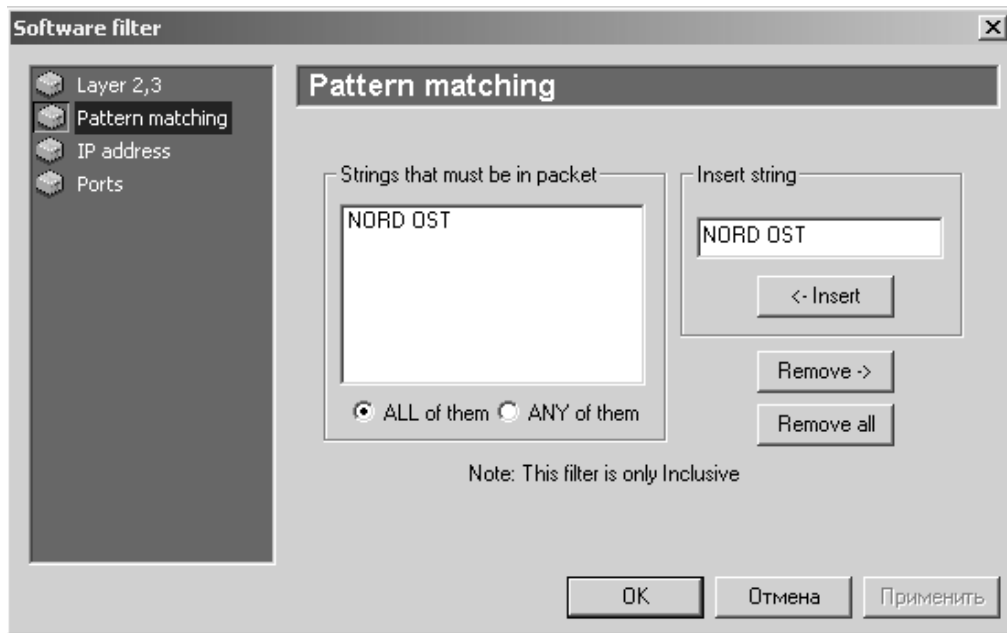 Software filter
Layer 2,3
Pattern matching
IP address
Ports
Pattern matching
Strings that must be in packet
NORD OST
ALL of them
ANY of them
Insert string
NORD OST
<- Insert
Remove ->
Remove all
Note: This filter is only Inclusive
OK
Отмена
Применить